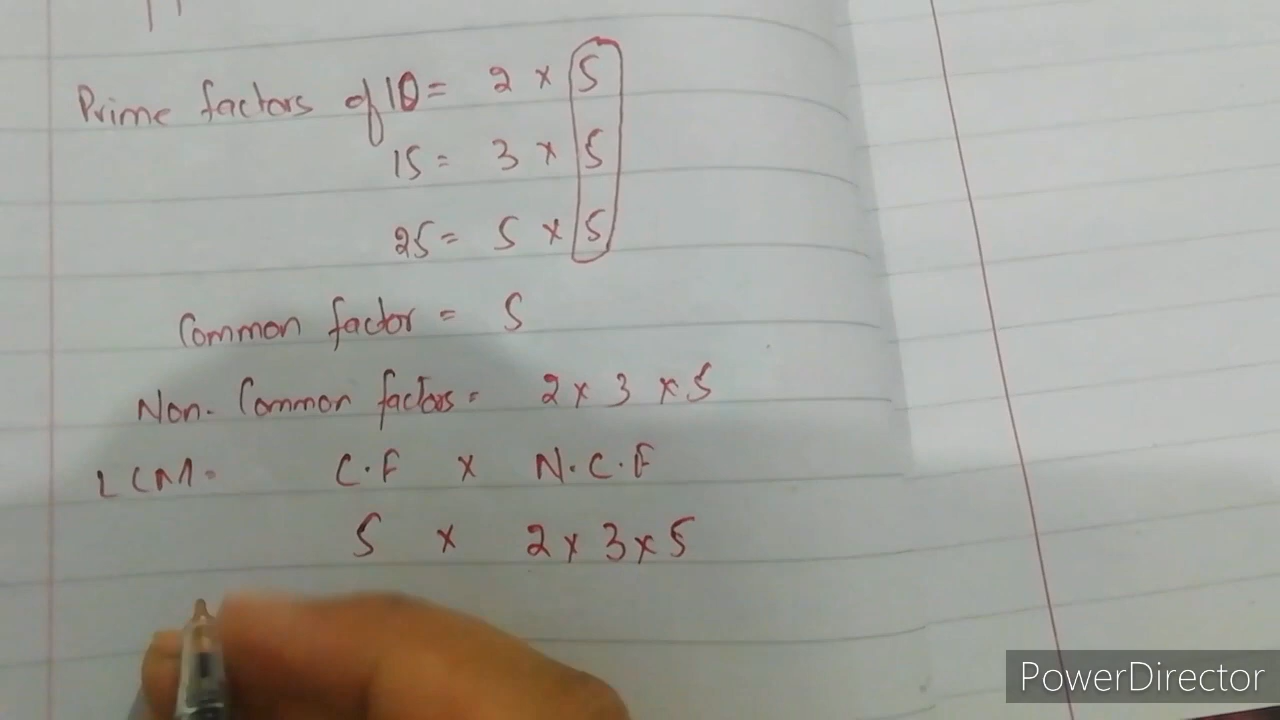 Prime factors of 10 = 2 × 5
15 = 3 × 5
25 = 5 × 5
Common factor = 5
Non-Common factors = 2 × 3 × 5
LCM = C.F × N.C.F
5 × 2 × 3 × 5
PowerDirector